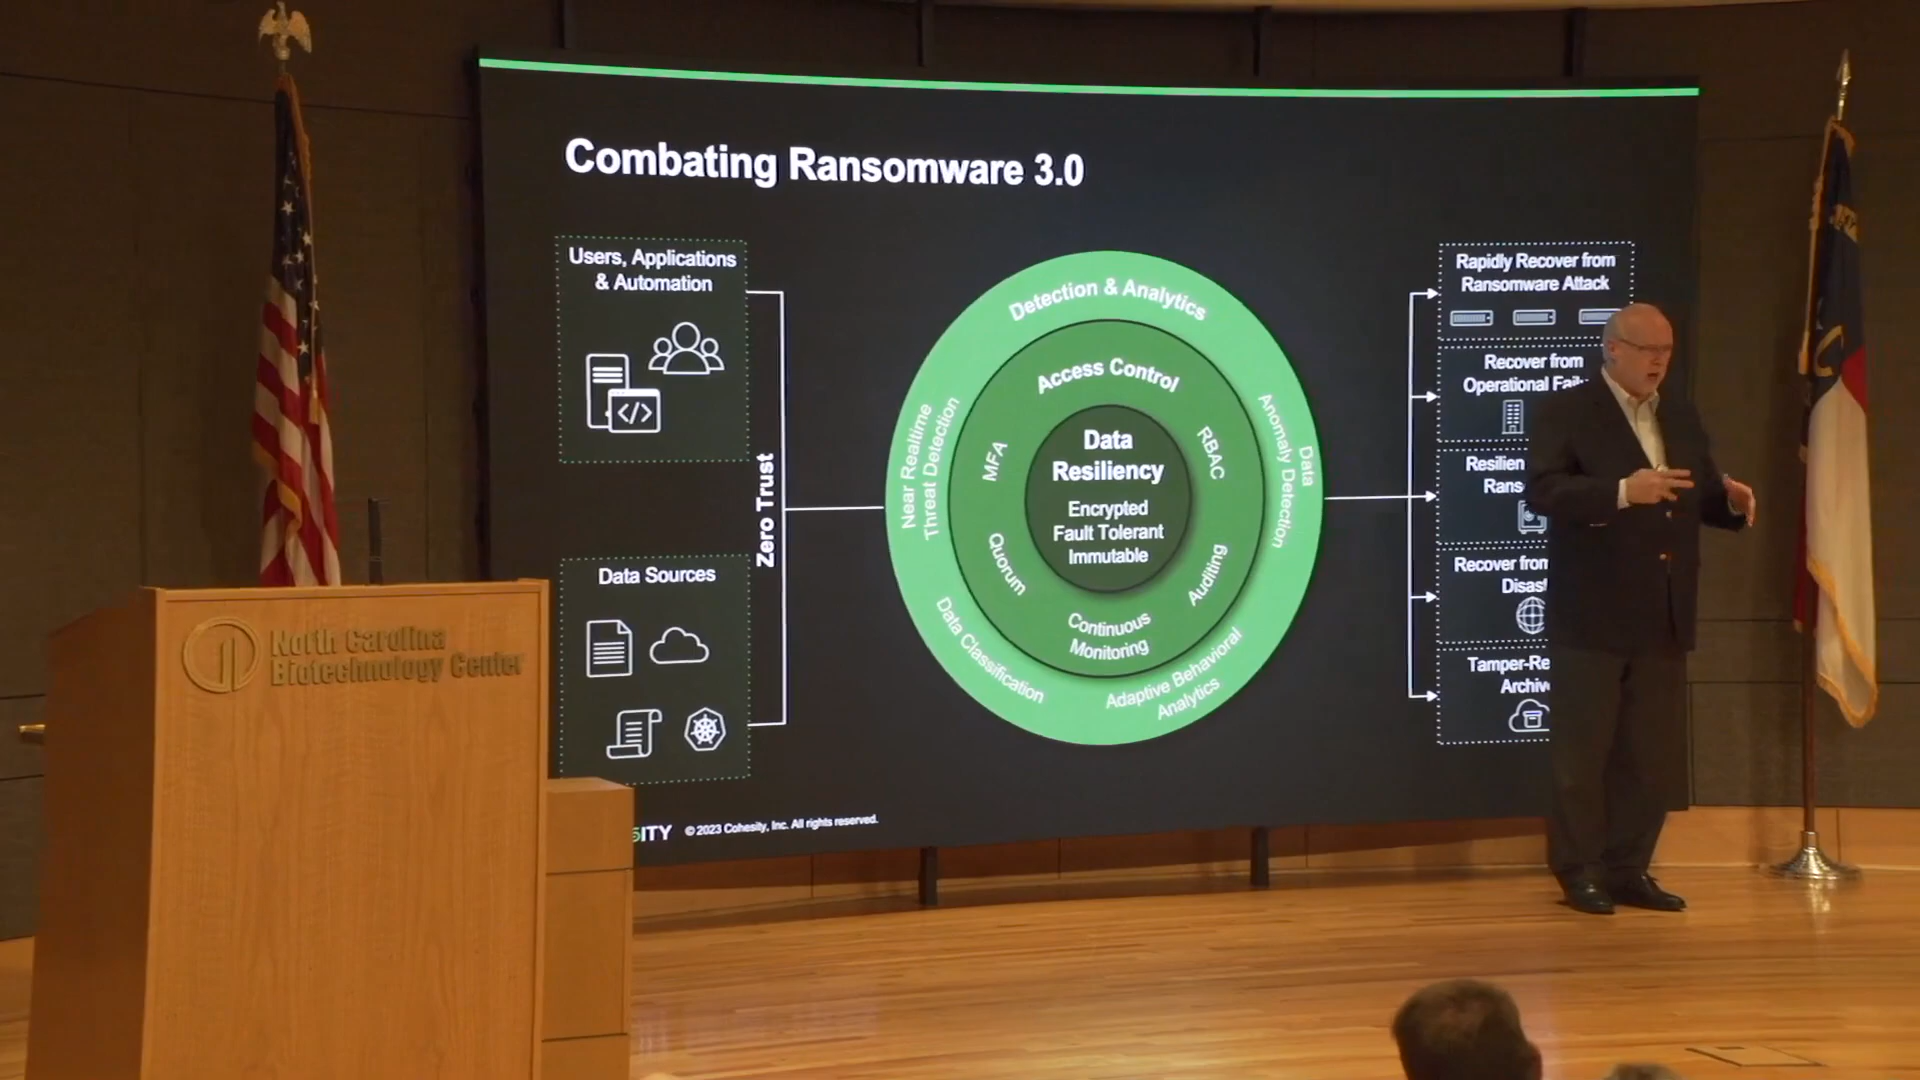 Combating Ransomware 3.0
Users, Applications
& Automation
Zero Trust
Data Sources
Detection & Analytics
Near Realtime
Threat Detection
Data
Anomaly Detection
Data Classification
Adaptive Behavioral
Analytics
Access Control
MFA
RBAC
Quorum
Auditing
Continuous
Monitoring
Data
Resiliency
Encrypted
Fault Tolerant
Immutable
Rapidly Recover from
Ransomware Attack
Recover from
Operational
Recover from
© 2023 Cohesity, Inc. All rights reserved.
North Carolina
Biotechnology Center